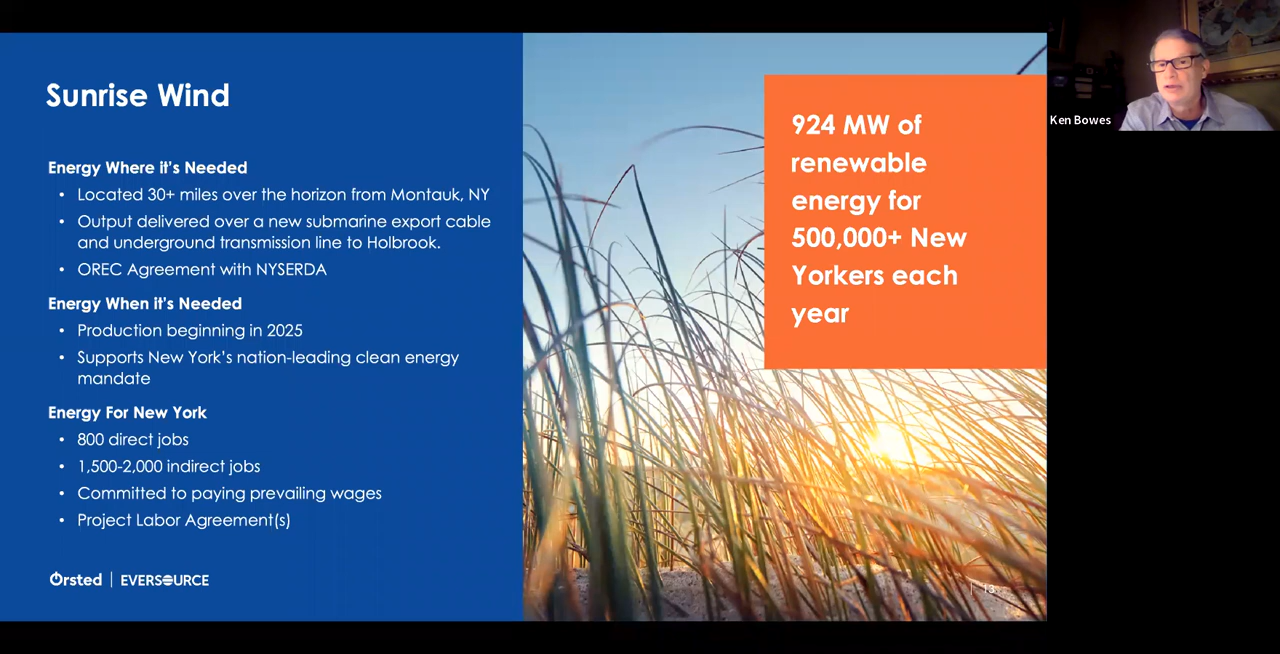 Sunrise Wind
Energy Where it's Needed
• Located 30+ miles over the horizon from Montauk, NY
• Output delivered over a new submarine export cable
and underground transmission line to Holbrook.
• OREC Agreement with NYSERDA
Energy When it's Needed
• Production beginning in 2025
• Supports New York's nation-leading clean energy
mandate
Energy For New York
• 800 direct jobs
• 1,500-2,000 indirect jobs
• Committed to paying prevailing wages
• Project Labor Agreement(s)
Ørsted | EVERSOURCE
924 MW of
renewable
energy for
500,000+ New
Yorkers each
year
| 13
Ken Bowes